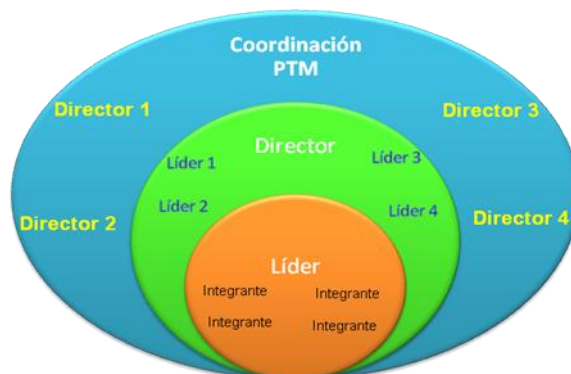 Coordinación
PTM
Director 1
Director 3
Director
Líder 1
Líder 3
Líder 2
Líder 4
Director 2
Director 4
Líder
Integrante
Integrante
Integrante
Integrante